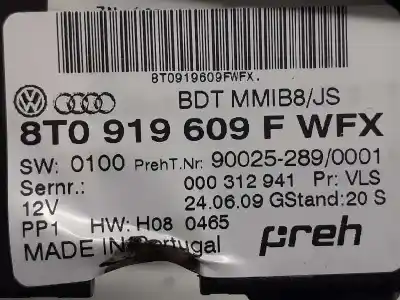 8T0919609FWFX.
BDT MMIB8/JS
8T0 919 609 F WFX
SW: 0100 PrehT.Nr: 90025-289/0001
Sernr.: 000 312 941 Pr: VLS
12V 24.06.09 GStand: 20 S
PP1 HW: H08 0465
MADE IN Portugal preh